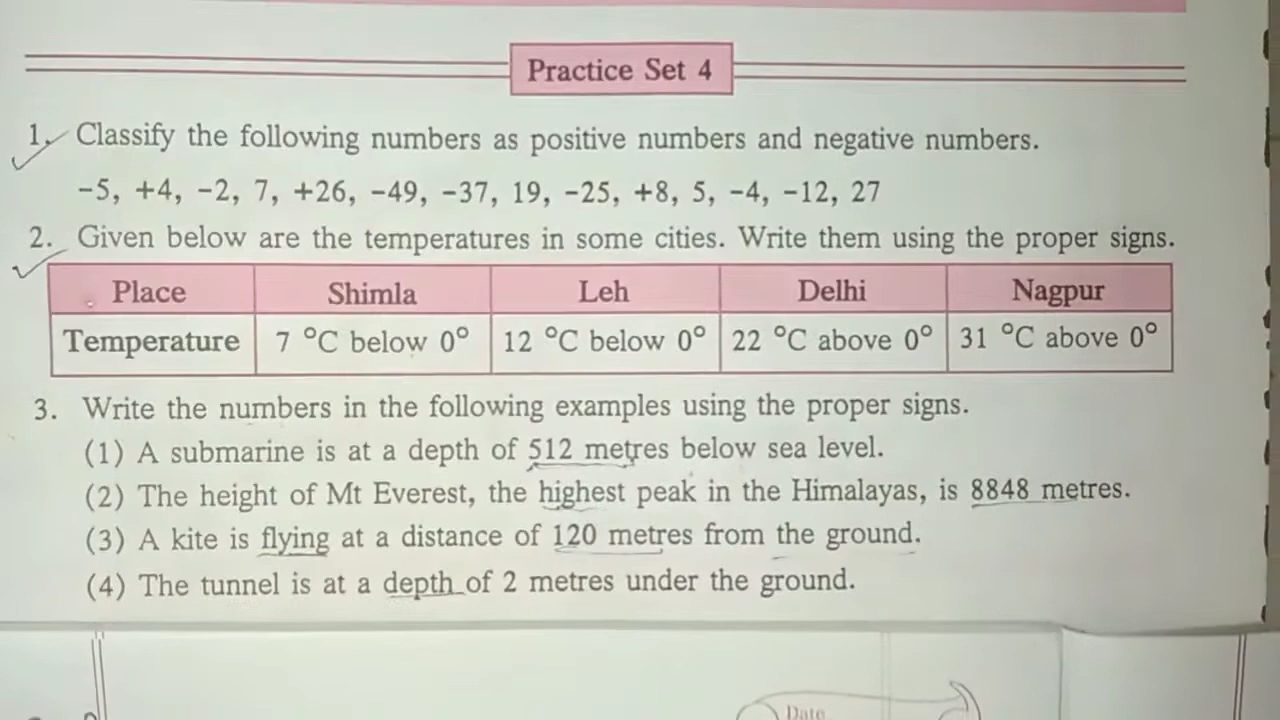 Practice Set 4
1. Classify the following numbers as positive numbers and negative numbers.
-5, +4, -2, 7, +26, -49, -37, 19, -25, +8, 5, -4, -12, 27
2. Given below are the temperatures in some cities. Write them using the proper signs.
Place Shimla Leh Delhi Nagpur
Temperature 7 °C below 0° 12 °C below 0° 22 °C above 0° 31 °C above 0°
3. Write the numbers in the following examples using the proper signs.
(1) A submarine is at a depth of 512 metres below sea level.
(2) The height of Mt Everest, the highest peak in the Himalayas, is 8848 metres.
(3) A kite is flying at a distance of 120 metres from the ground.
(4) The tunnel is at a depth of 2 metres under the ground.
Date